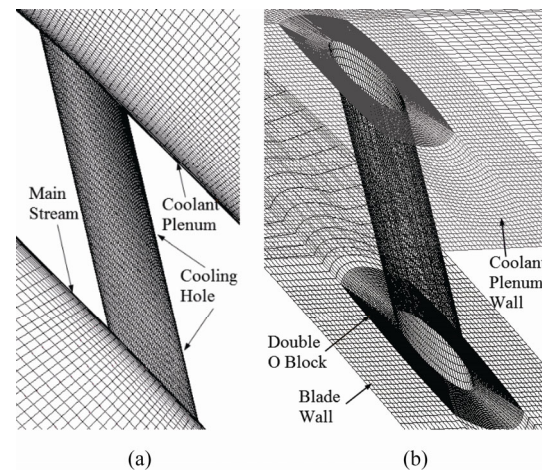 Main
Stream
Coolant
Plenum
Cooling
Hole
Coolant
Plenum
Wall
Double
O Block
Blade
Wall
(a)
(b)